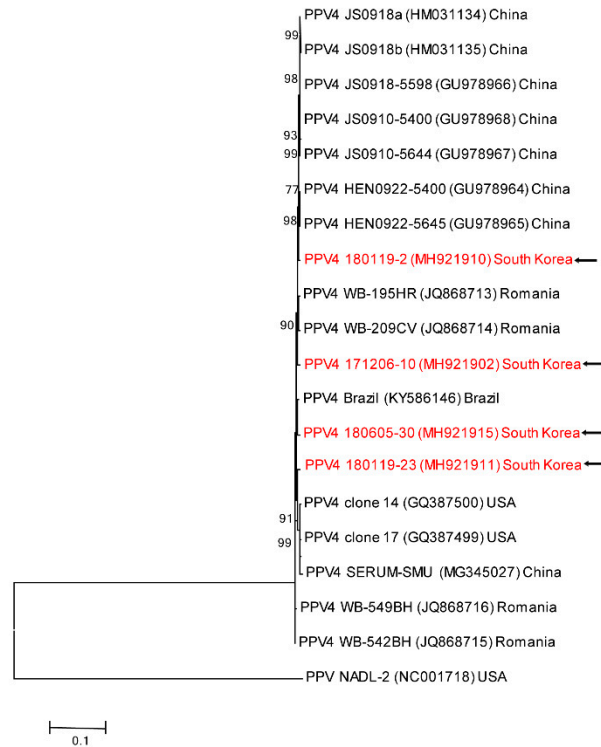 PPV4 JS0918a (HM031134) China
99
PPV4 JS0918b (HM031135) China
98
PPV4 JS0918-5598 (GU978966) China
PPV4 JS0910-5400 (GU978968) China
93
99
PPV4 JS0910-5644 (GU978967) China
77
PPV4 HEN0922-5400 (GU978964) China
98
PPV4 HEN0922-5645 (GU978965) China
PPV4 180119-2 (MH921910) South Korea
PPV4 WB-195HR (JQ868713) Romania
90
PPV4 WB-209CV (JQ868714) Romania
PPV4 171206-10 (MH921902) South Korea
PPV4 Brazil (KY586146) Brazil
PPV4 180605-30 (MH921915) South Korea
PPV4 180119-23 (MH921911) South Korea
PPV4 clone 14 (GQ387500) USA
91
PPV4 clone 17 (GQ387499) USA
99
PPV4 SERUM-SMU (MG345027) China
PPV4 WB-549BH (JQ868716) Romania
PPV4 WB-542BH (JQ868715) Romania
PPV NADL-2 (NC001718) USA
0.1